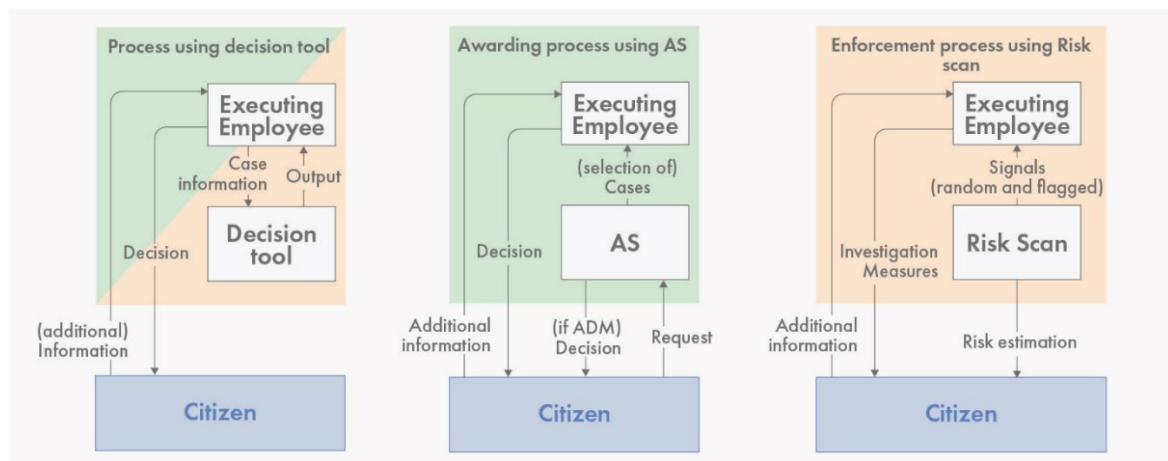 Process using decision tool
Executing
Employee
Case
information
Output
Decision
tool
Decision
(additional)
Information
Citizen
Awarding process using AS
Executing
Employee
(selection of)
Cases
AS
Decision
Additional
information
(if ADM)
Decision
Request
Citizen
Enforcement process using Risk
scan
Executing
Employee
Signals
(random and flagged)
Risk Scan
Investigation
Measures
Additional
information
Risk estimation
Citizen